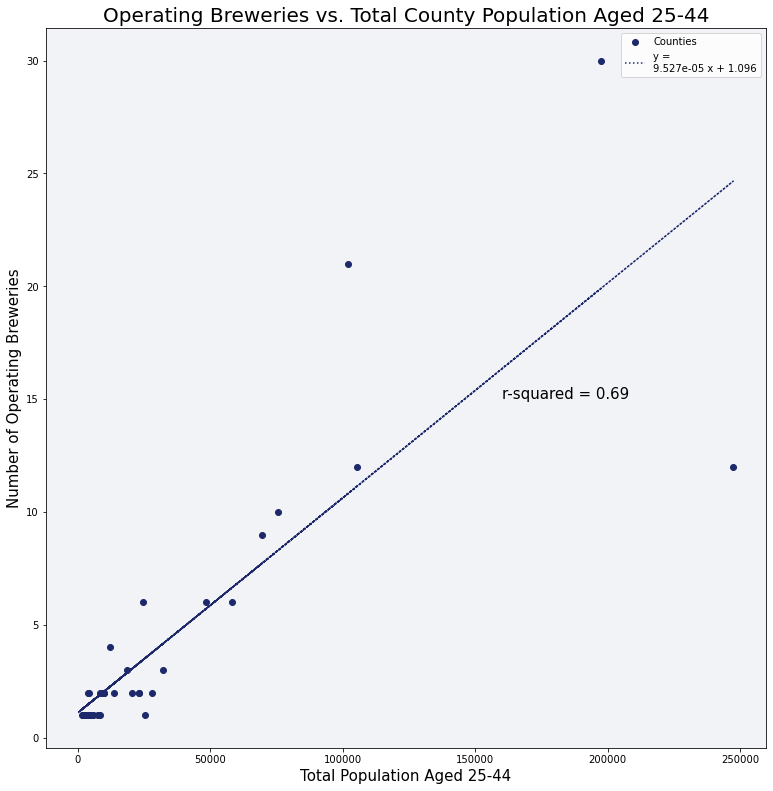 Operating Breweries vs. Total County Population Aged 25-44
Counties
y =
9.527e-05 x + 1.096
30
25
20
15
10
5
0
Number of Operating Breweries
r-squared = 0.69
0 50000 100000 150000 200000 250000
Total Population Aged 25-44